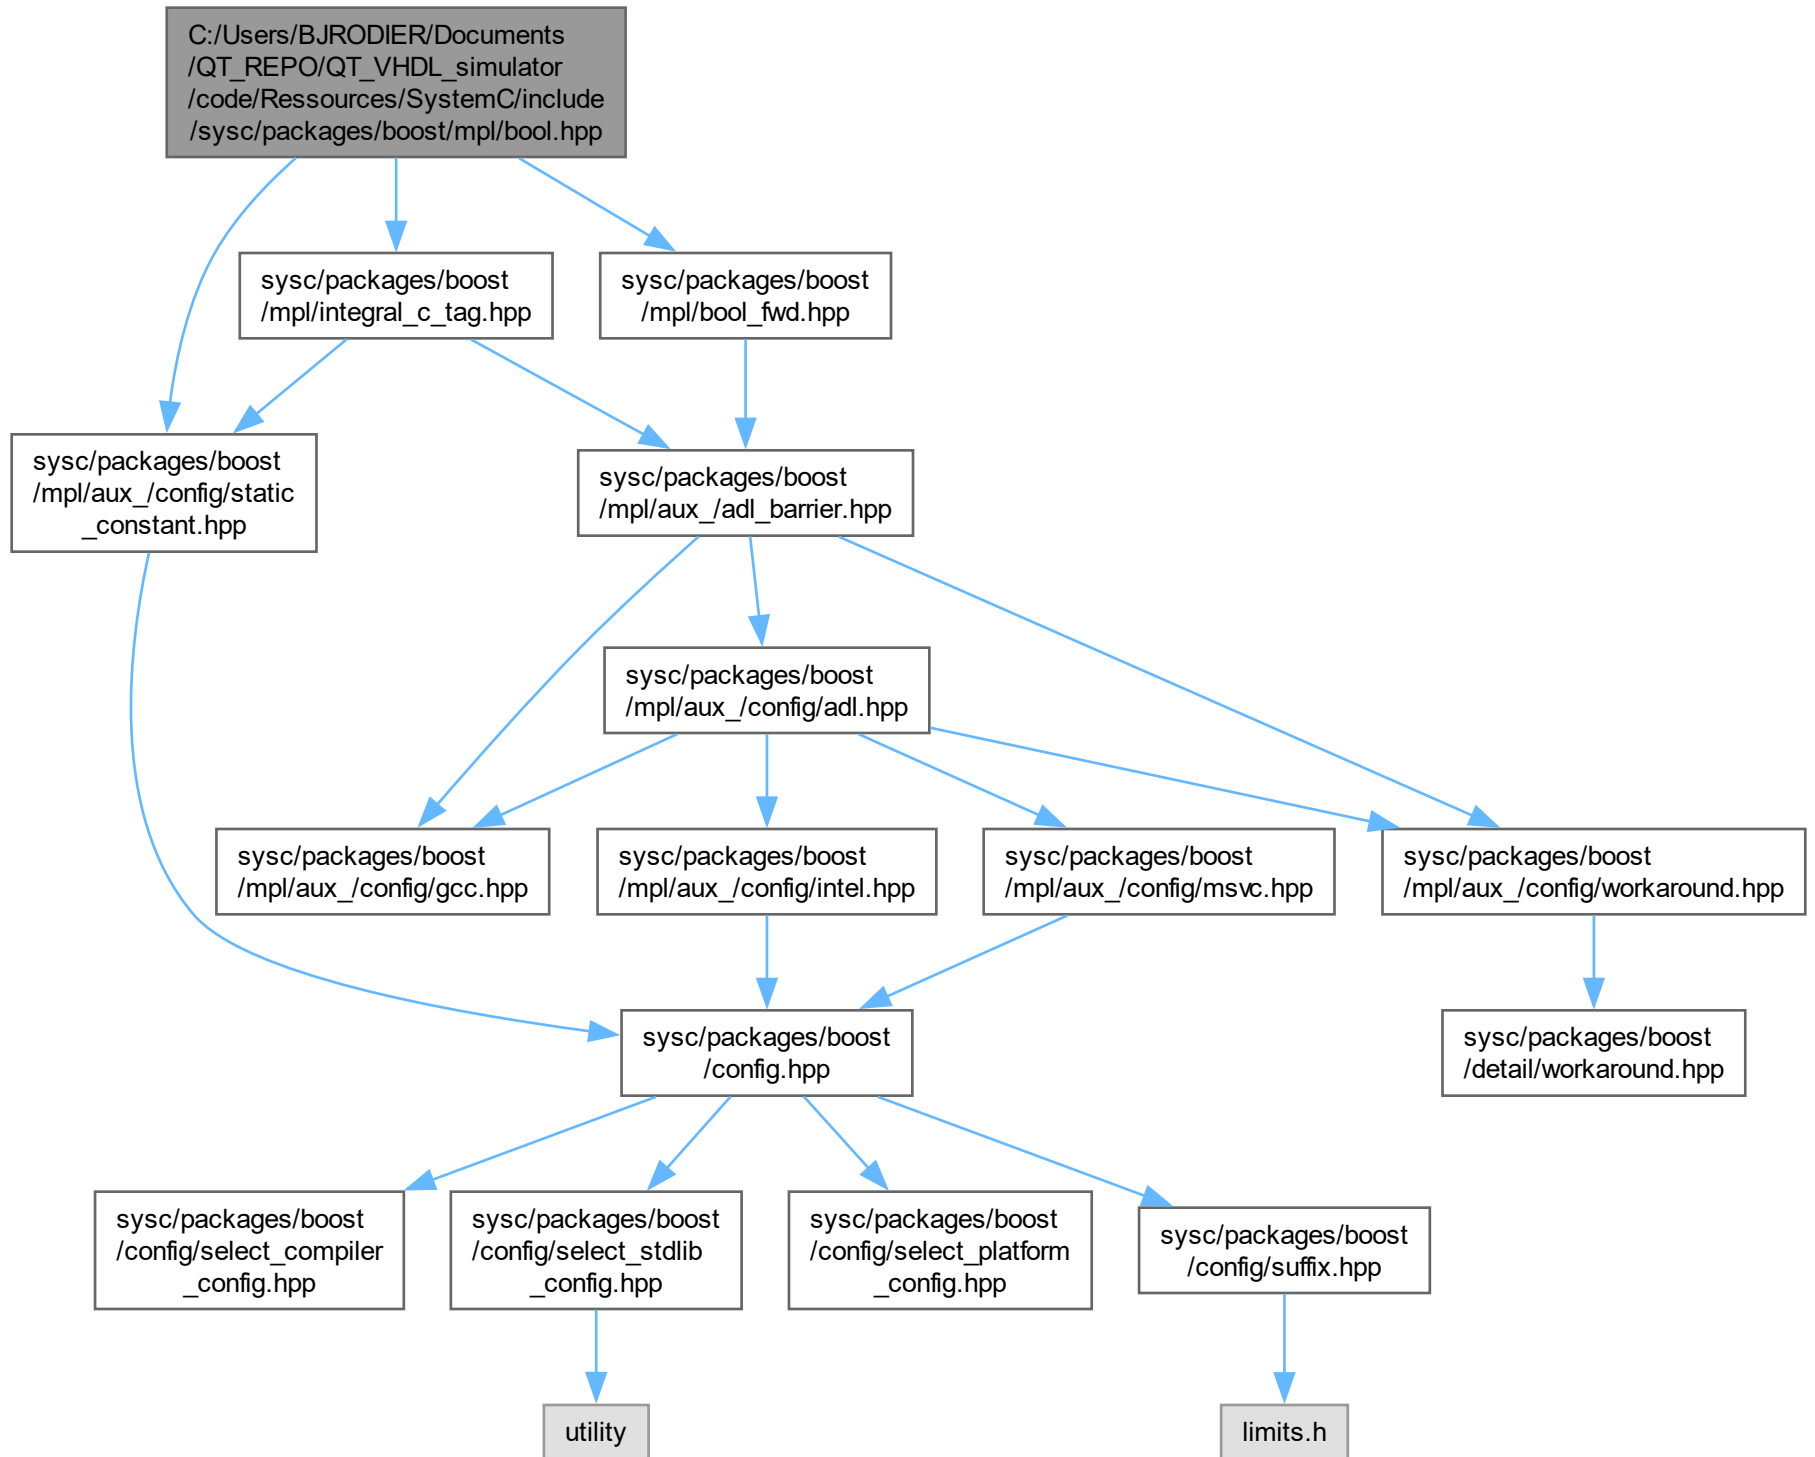 C:/Users/BJRODIER/Documents
/QT_REPO/QT_VHDL_simulator
/code/Ressources/SystemC/include
/sysc/packages/boost/mpl/bool.hpp
sysc/packages/boost
/mpl/integral_c_tag.hpp
sysc/packages/boost
/mpl/bool_fwd.hpp
sysc/packages/boost
/mpl/aux_/config/static
_constant.hpp
sysc/packages/boost
/mpl/aux_/adl_barrier.hpp
sysc/packages/boost
/mpl/aux_/config/adl.hpp
sysc/packages/boost
/mpl/aux_/config/gcc.hpp
sysc/packages/boost
/mpl/aux_/config/intel.hpp
sysc/packages/boost
/mpl/aux_/config/msvc.hpp
sysc/packages/boost
/mpl/aux_/config/workaround.hpp
sysc/packages/boost
/config.hpp
sysc/packages/boost
/detail/workaround.hpp
sysc/packages/boost
/config/select_compiler
_config.hpp
sysc/packages/boost
/config/select_stdlib
_config.hpp
sysc/packages/boost
/config/select_platform
_config.hpp
sysc/packages/boost
/config/suffix.hpp
utility
limits.h